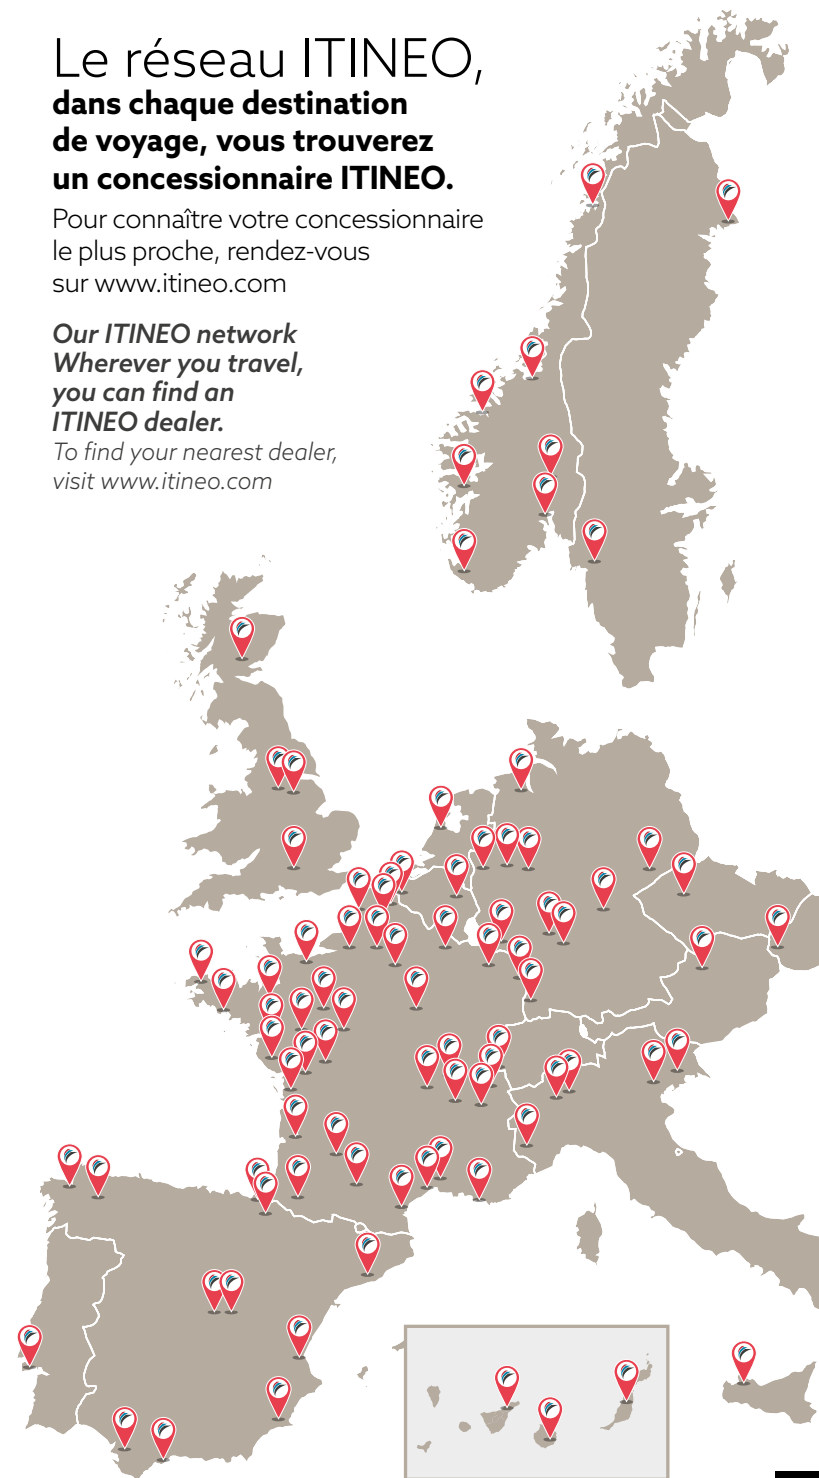 Le réseau ITINEO,
dans chaque destination
de voyage, vous trouverez
un concessionnaire ITINEO.
Pour connaître votre concessionnaire
le plus proche, rendez-vous
sur www.itineo.com
Our ITINEO network
Wherever you travel,
you can find an
ITINEO dealer.
To find your nearest dealer,
visit www.itineo.com